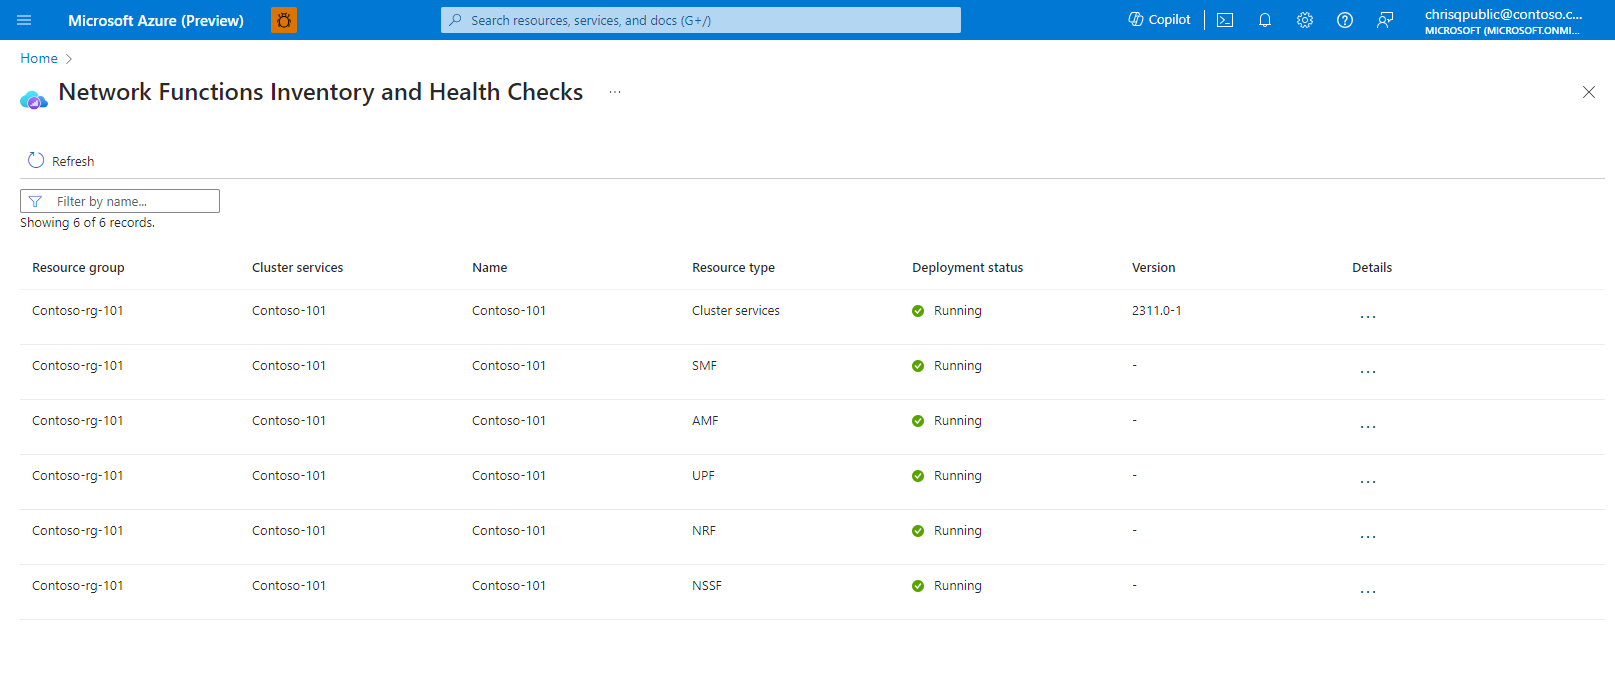 Microsoft Azure (Preview) Search resources, services, and docs (G+/) Copilot chrisqpublic@contoso.c...
MICROSOFT (MICROSOFT.ONMI...
Home >
Network Functions Inventory and Health Checks ...
Refresh
Filter by name...
Showing 6 of 6 records.
Resource group Cluster services Name Resource type Deployment status Version Details
Contoso-rg-101 Contoso-101 Contoso-101 Cluster services Running 2311.0-1 ...
Contoso-rg-101 Contoso-101 Contoso-101 SMF Running - ...
Contoso-rg-101 Contoso-101 Contoso-101 AMF Running - ...
Contoso-rg-101 Contoso-101 Contoso-101 UPF Running - ...
Contoso-rg-101 Contoso-101 Contoso-101 NRF Running - ...
Contoso-rg-101 Contoso-101 Contoso-101 NSSF Running - ...